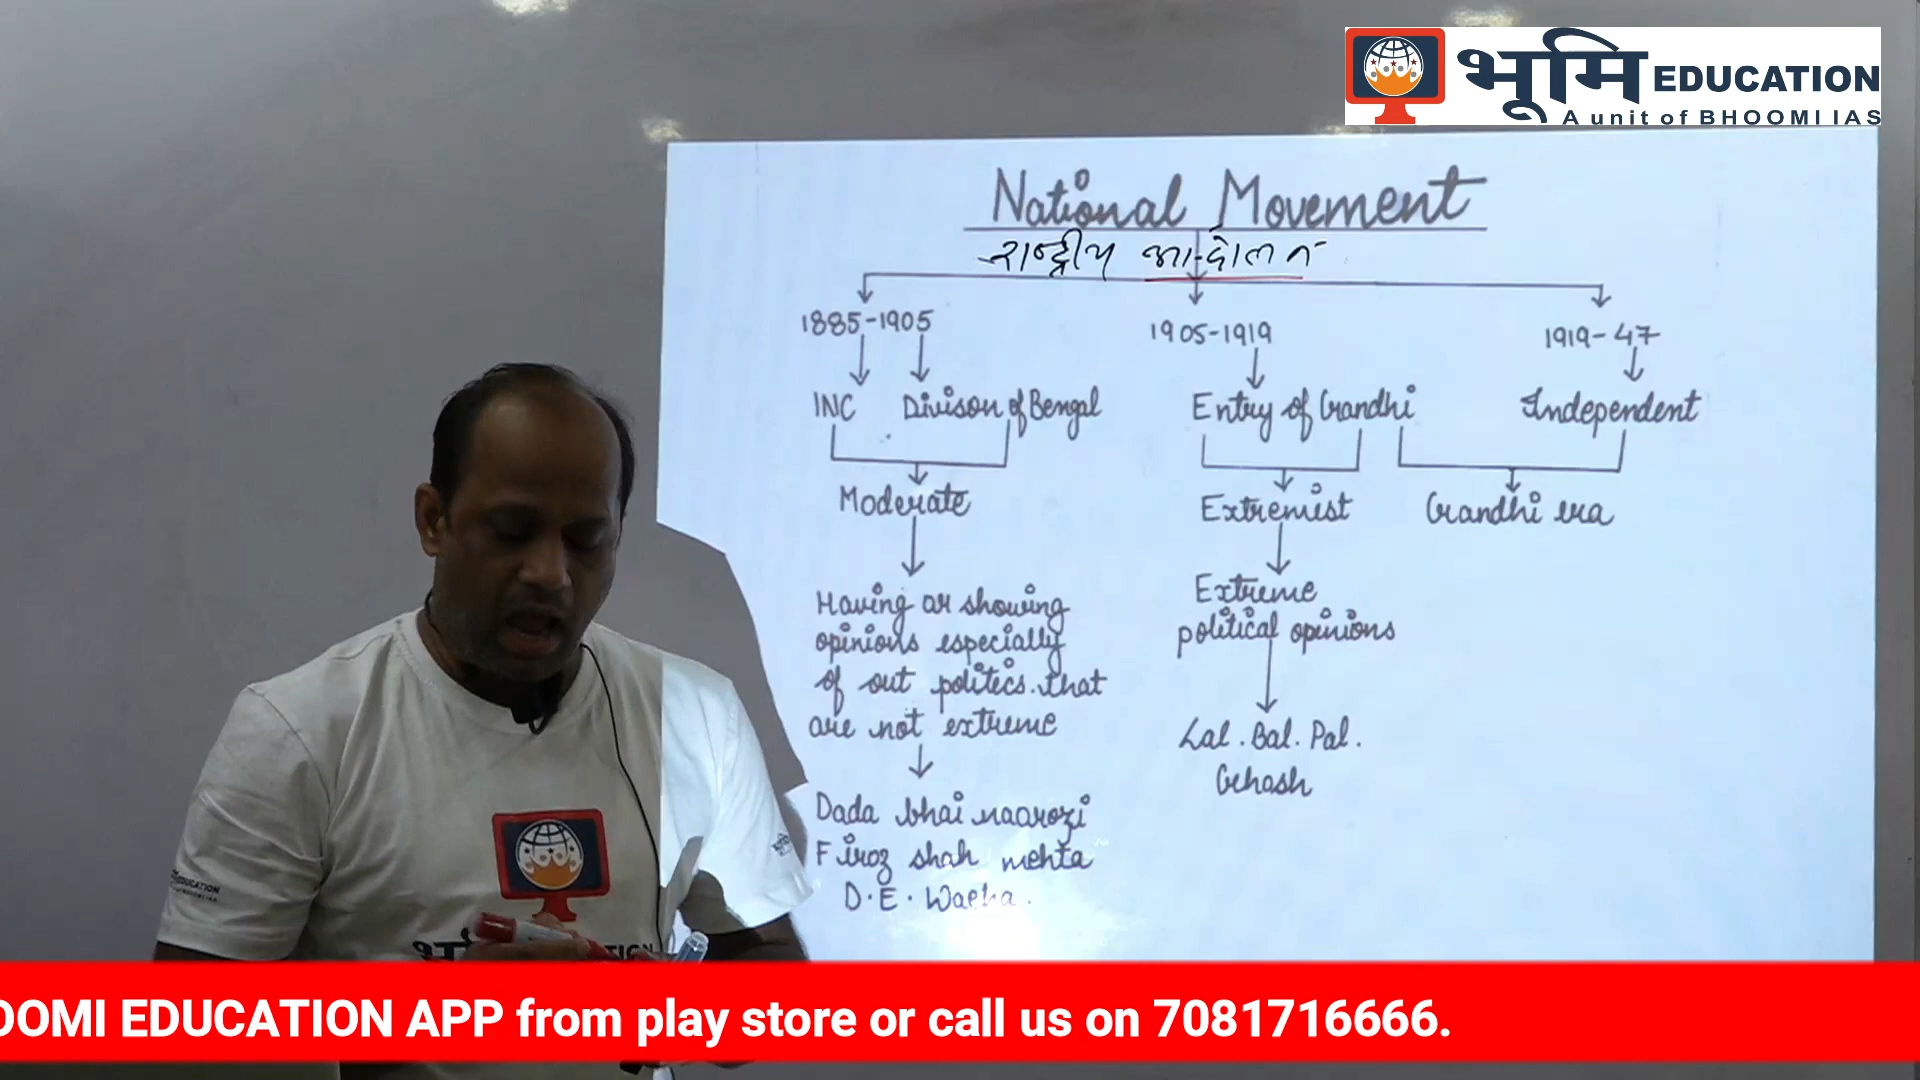 भूमि EDUCATION
A unit of BHOOMI IAS
National Movement
राष्ट्रीय आन्दोलन
1885-1905
1905-1919
1919-47
INC
Divison of Bengal
Entry of Gandhi
Independent
Moderate
Extremist
Gandhi era
Having or showing
opinions especially
of out politics that
are not extreme
Extreme
political opinions
Dada bhai naorozi
Firoz shah mehta
D.E. Wacha.
Lal. Bal. Pal.
Ghosh
EDUCATION
OOMI EDUCATION APP from play store or call us on 7081716666.